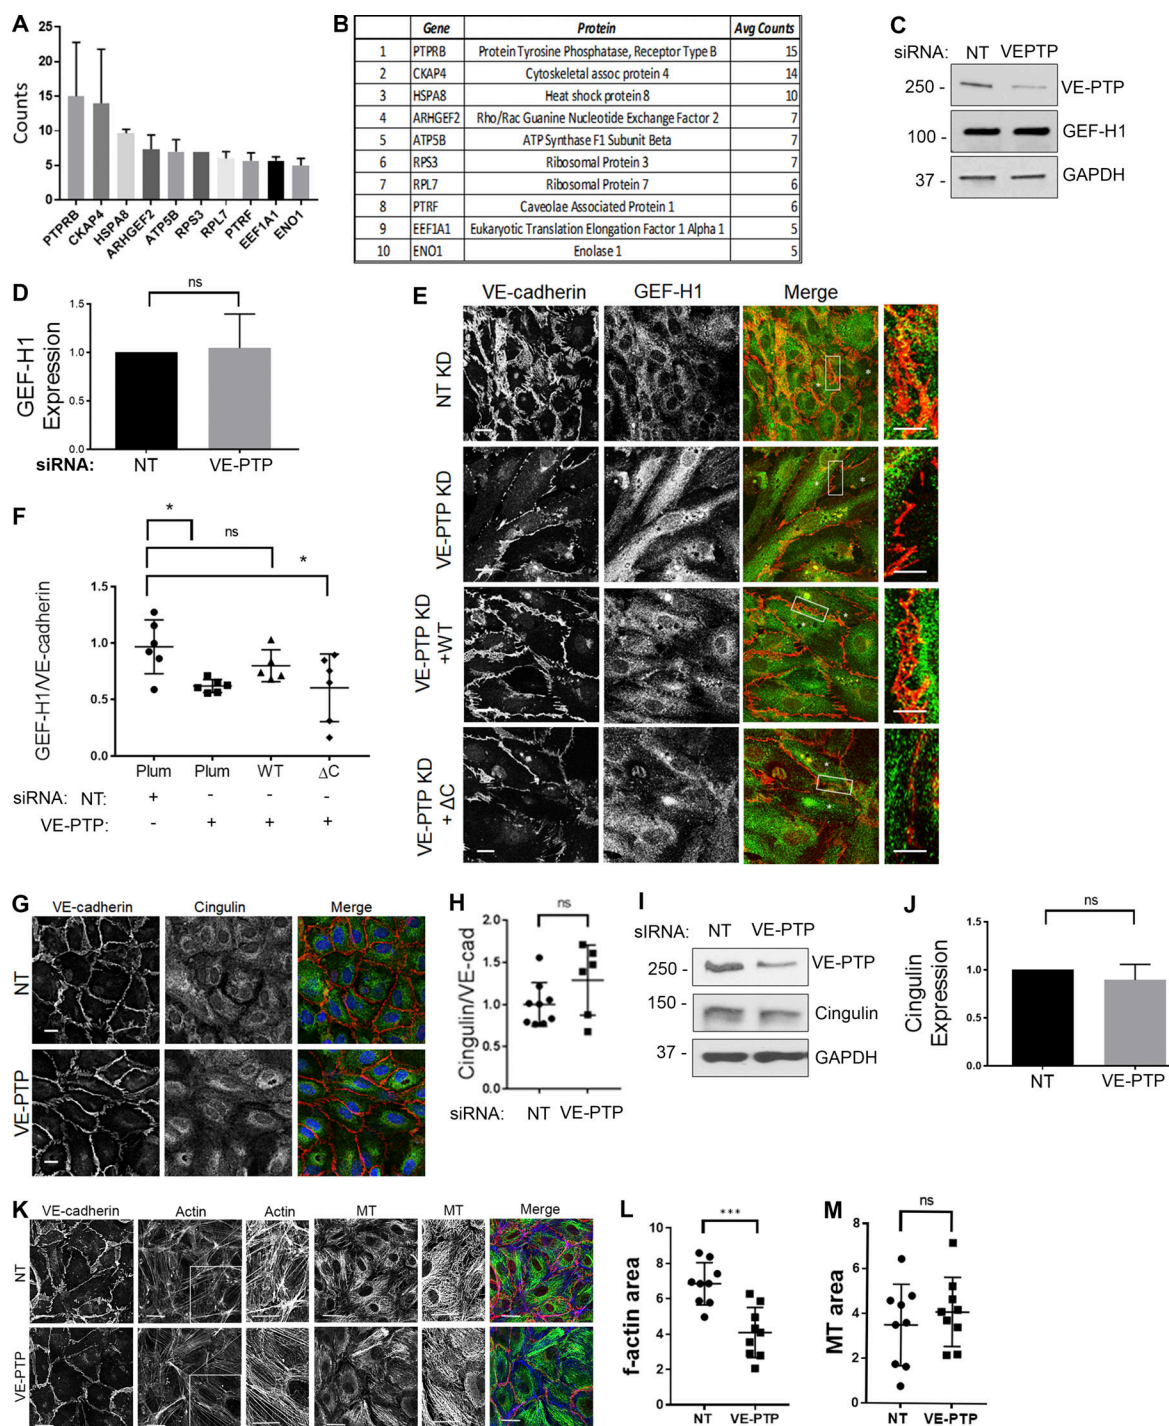 A
25
20
15
10
5
0
Counts
PTPRB
CKAP4
HSPA8
ARHGEF2
ATP5B
RPS3
RPL7
PTRF
EEF1A1
ENO1
B
Gene Protein Avg Counts
1 PTPRB Protein Tyrosine Phosphatase, Receptor Type B 15
2 CKAP4 Cytoskeletal assoc protein 4 14
3 HSPA8 Heat shock protein 8 10
4 ARHGEF2 Rho/Rac Guanine Nucleotide Exchange Factor 2 7
5 ATP5B ATP Synthase F1 Subunit Beta 7
6 RPS3 Ribosomal Protein 3 7
7 RPL7 Ribosomal Protein 7 6
8 PTRF Caveolae Associated Protein 1 6
9 EEF1A1 Eukaryotic Translation Elongation Factor 1 Alpha 1 5
10 ENO1 Enolase 1 5
C
siRNA: NT VEPTP
250 - VE-PTP
100 - GEF-H1
37 - GAPDH
D
ns
1.5
1.0
0.5
0.0
GEF-H1
Expression
siRNA: NT VE-PTP
E
VE-cadherin GEF-H1 Merge
NT KD
VE-PTP KD
VE-PTP KD
+WT
VE-PTP KD
+ ΔC
F
*
ns
*
1.5
1.0
0.5
0.0
GEF-H1/VE-cadherin
Plum Plum WT ΔC
siRNA: NT: + - - -
VE-PTP: - + + +
G
VE-cadherin Cingulin Merge
NT
VE-PTP
H
ns
2.0
1.5
1.0
0.5
0.0
Cingulin/VE-cad
siRNA: NT VE-PTP
I
sIRNA: NT VE-PTP
250 - VE-PTP
150 - Cingulin
37 - GAPDH
J
ns
1.5
1.0
0.5
0.0
Cingulin
Expression
NT VE-PTP
K
VE-cadherin Actin Actin MT MT Merge
NT
VE-PTP
L
***
10
8
6
4
2
0
f-actin area
NT VE-PTP
M
ns
8
6
4
2
0
MT area
NT VE-PTP